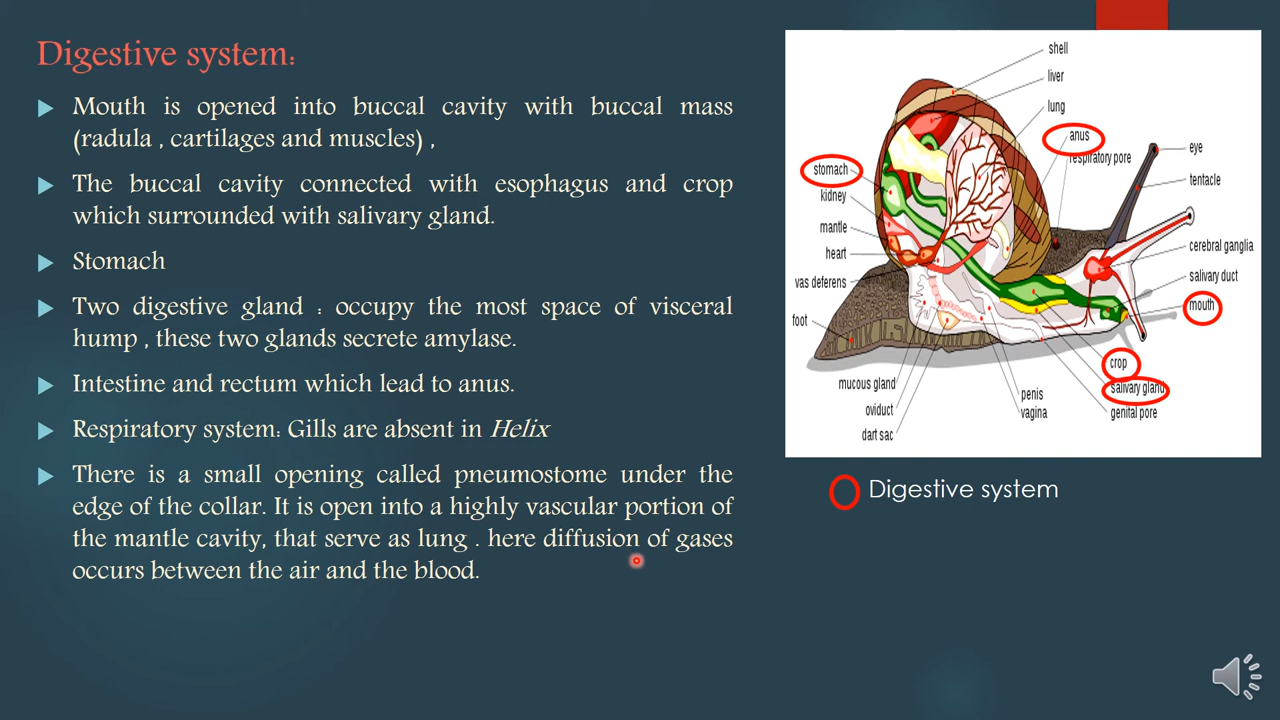 Digestive system:
Mouth is opened into buccal cavity with buccal mass
(radula , cartilages and muscles) ,
The buccal cavity connected with esophagus and crop
which surrounded with salivary gland.
Stomach
Two digestive gland : occupy the most space of visceral
hump , these two glands secrete amylase.
Intestine and rectum which lead to anus.
Respiratory system: Gills are absent in Helix
There is a small opening called pneumostome under the
edge of the collar. It is open into a highly vascular portion of
the mantle cavity, that serve as lung . here diffusion of gases
occurs between the air and the blood.
shell
liver
lung
anus
respiratory pore
eye
tentacle
stomach
kidney
mantle
heart
vas deferens
foot
cerebral ganglia
salivary duct
mouth
crop
salivary gland
genital pore
mucous gland
oviduct
dart sac
penis
vagina
Digestive system